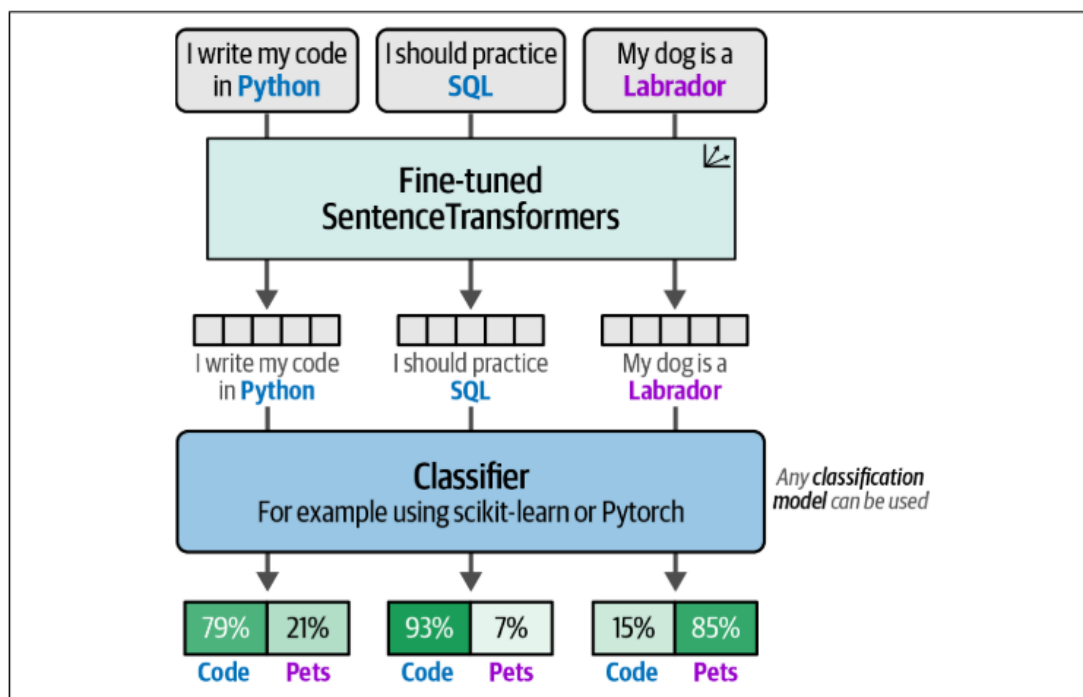 I write my code
in Python
I should practice
SQL
My dog is a
Labrador
Fine-tuned
SentenceTransformers
I write my code
in Python
I should practice
SQL
My dog is a
Labrador
Classifier
For example using scikit-learn or Pytorch
Any classification
model can be used
79% 21%
Code Pets
93% 7%
Code Pets
15% 85%
Code Pets